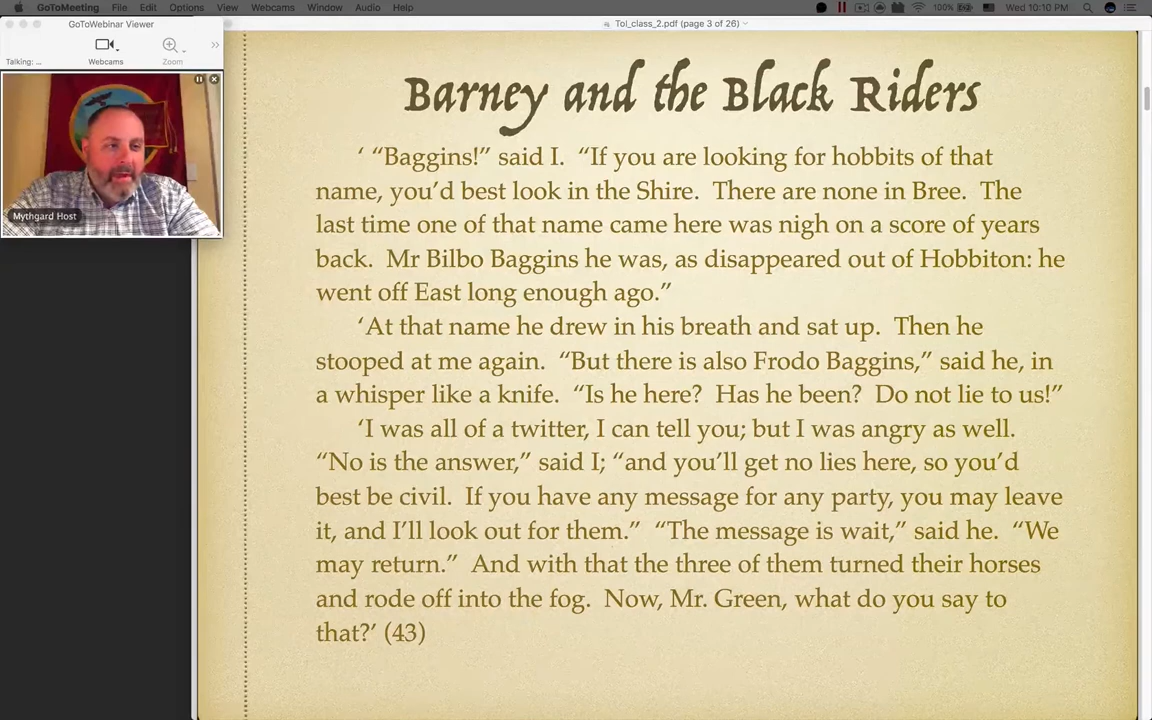 GoToMeeting File Edit View Options Webcams Window Audio Help
100% Wed 10:10 PM
GoToWebinar Viewer
ToI_class_2.pdf (page 3 of 26)
Talking: ...
Webcams
Zoom
Mythgard Host
Barney and the Black Riders
‘ “Baggins!” said I. “If you are looking for hobbits of that
name, you’d best look in the Shire. There are none in Bree. The
last time one of that name came here was nigh on a score of years
back. Mr Bilbo Baggins he was, as disappeared out of Hobbiton: he
went off East long enough ago.”
‘At that name he drew in his breath and sat up. Then he
stooped at me again. “But there is also Frodo Baggins,” said he, in
a whisper like a knife. “Is he here? Has he been? Do not lie to us!”
‘I was all of a twitter, I can tell you; but I was angry as well.
“No is the answer,” said I; “and you’ll get no lies here, so you’d
best be civil. If you have any message for any party, you may leave
it, and I’ll look out for them.” “The message is wait,” said he. “We
may return.” And with that the three of them turned their horses
and rode off into the fog. Now, Mr. Green, what do you say to
that?’ (43)